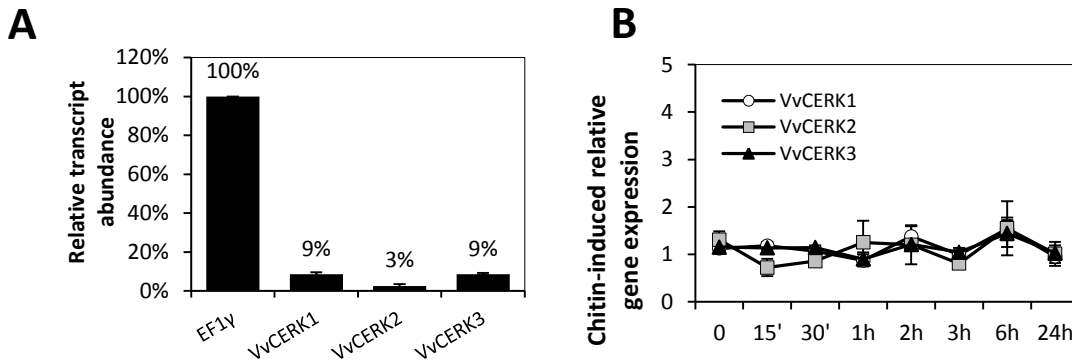 A
Relative transcript
abundance
120%
100%
80%
60%
40%
20%
0%
100%
9%
3%
9%
EF1γ
VvCERK1
VvCERK2
VvCERK3
B
Chitin-induced relative
gene expression
5
4
3
2
1
0
VvCERK1
VvCERK2
VvCERK3
0 15' 30' 1h 2h 3h 6h 24h